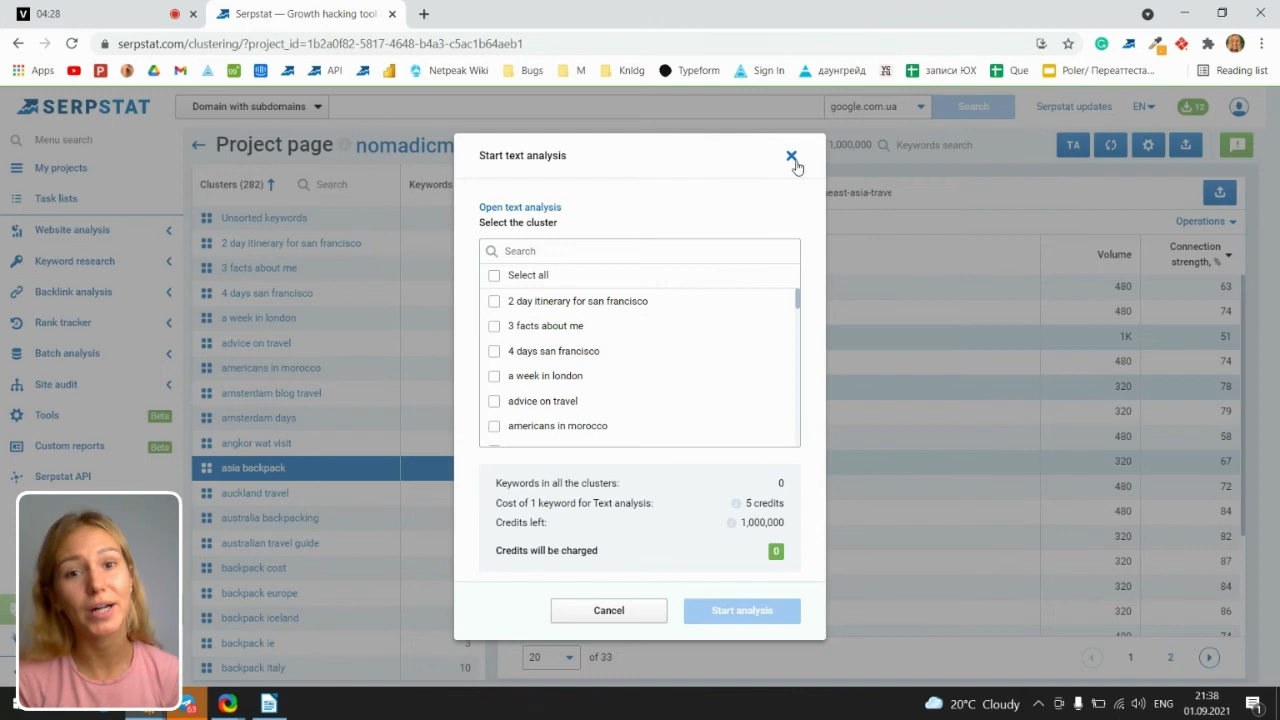 04:28
Serpstat — Growth hacking tool
serpstat.com/clustering/?project_id=1b2a0f82-5817-4648-b4a3-c5ac1b64aeb1
Apps
API
Netpeak Wiki
Bugs
M
Knldg
Typeform
Sign In
даунгрейд
записи ЮХ
Que
Poler/ Переаттеста...
Reading list
SERPSTAT
Domain with subdomains
google.com.ua
Search
Serpstat updates
EN
12
Menu search
My projects
Task lists
Website analysis
Keyword research
Backlink analysis
Rank tracker
Batch analysis
Site audit
Tools
Beta
Custom reports
Beta
Serpstat API
Project page
nomadicm
1,000,000
Keywords search
TA
Clusters (282)
Search
Keywords
Unsorted keywords
2 day itinerary for san francisco
3 facts about me
4 days san francisco
a week in london
advice on travel
americans in morocco
amsterdam blog travel
amsterdam days
angkor wat visit
asia backpack
auckland travel
australia backpacking
australian travel guide
backpack cost
backpack europe
backpack iceland
backpack ie
3
backpack italy
10
Start text analysis
Open text analysis
Select the cluster
Search
Select all
2 day itinerary for san francisco
3 facts about me
4 days san francisco
a week in london
advice on travel
americans in morocco
Keywords in all the clusters:
0
Cost of 1 keyword for Text analysis:
5 credits
Credits left:
1,000,000
Credits will be charged
0
Cancel
Start analysis
east-asia-trave
Operations
Volume
Connection
strength, %
480
63
480
74
1K
51
480
74
320
78
320
79
480
58
320
67
480
72
480
84
320
82
320
87
320
84
320
86
480
74
20
of 33
1
2
63
20°C Cloudy
ENG
21:38
01.09.2021
1